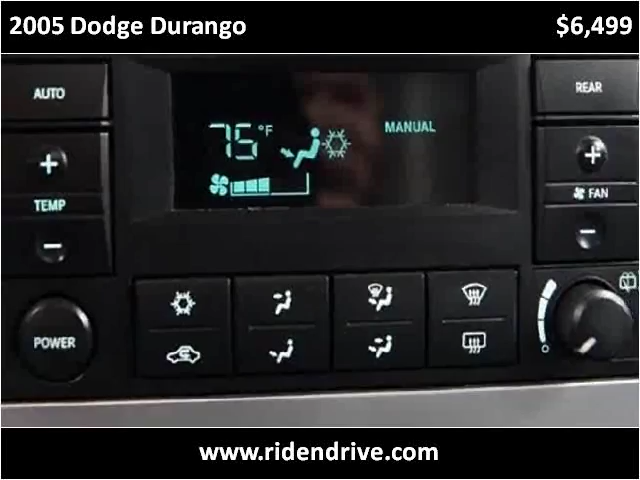 2005 Dodge Durango $6,499
AUTO REAR
75°F MANUAL
TEMP FAN
POWER
www.ridendrive.com